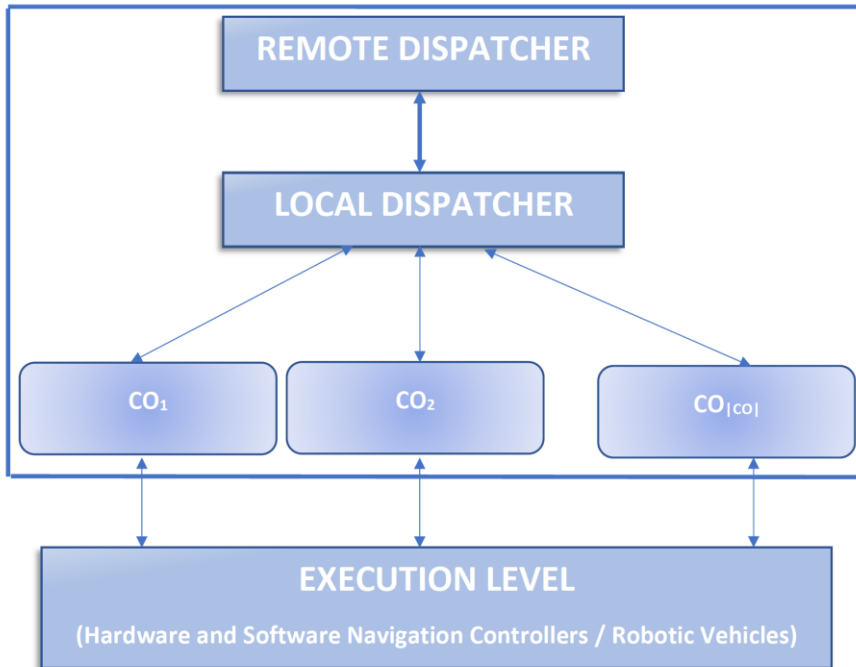 REMOTE DISPATCHER
LOCAL DISPATCHER
CO₁ CO₂ CO|CO|
EXECUTION LEVEL
(Hardware and Software Navigation Controllers / Robotic Vehicles)